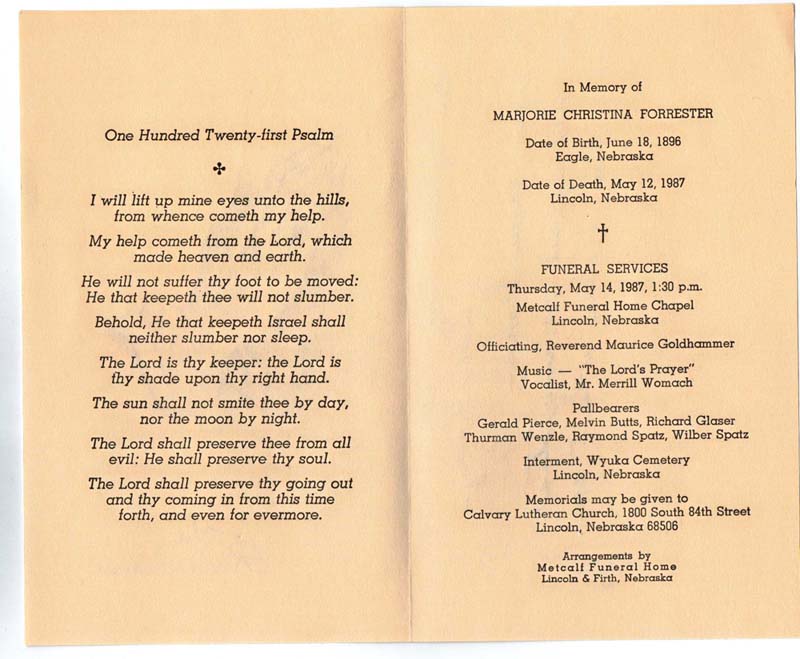 One Hundred Twenty-first Psalm
I will lift up mine eyes unto the hills,
from whence cometh my help.
My help cometh from the Lord, which
made heaven and earth.
He will not suffer thy foot to be moved:
He that keepeth thee will not slumber.
Behold, He that keepeth Israel shall
neither slumber nor sleep.
The Lord is thy keeper: the Lord is
thy shade upon thy right hand.
The sun shall not smite thee by day,
nor the moon by night.
The Lord shall preserve thee from all
evil: He shall preserve thy soul.
The Lord shall preserve thy going out
and thy coming in from this time
forth, and even for evermore.
In Memory of
MARJORIE CHRISTINA FORRESTER
Date of Birth, June 18, 1896
Eagle, Nebraska
Date of Death, May 12, 1987
Lincoln, Nebraska
FUNERAL SERVICES
Thursday, May 14, 1987, 1:30 p.m.
Metcalf Funeral Home Chapel
Lincoln, Nebraska
Officiating, Reverend Maurice Goldhammer
Music — "The Lord's Prayer"
Vocalist, Mr. Merrill Womach
Pallbearers
Gerald Pierce, Melvin Butts, Richard Glaser
Thurman Wenzle, Raymond Spatz, Wilber Spatz
Interment, Wyuka Cemetery
Lincoln, Nebraska
Memorials may be given to
Calvary Lutheran Church, 1800 South 84th Street
Lincoln, Nebraska 68506
Arrangements by
Metcalf Funeral Home
Lincoln & Firth, Nebraska